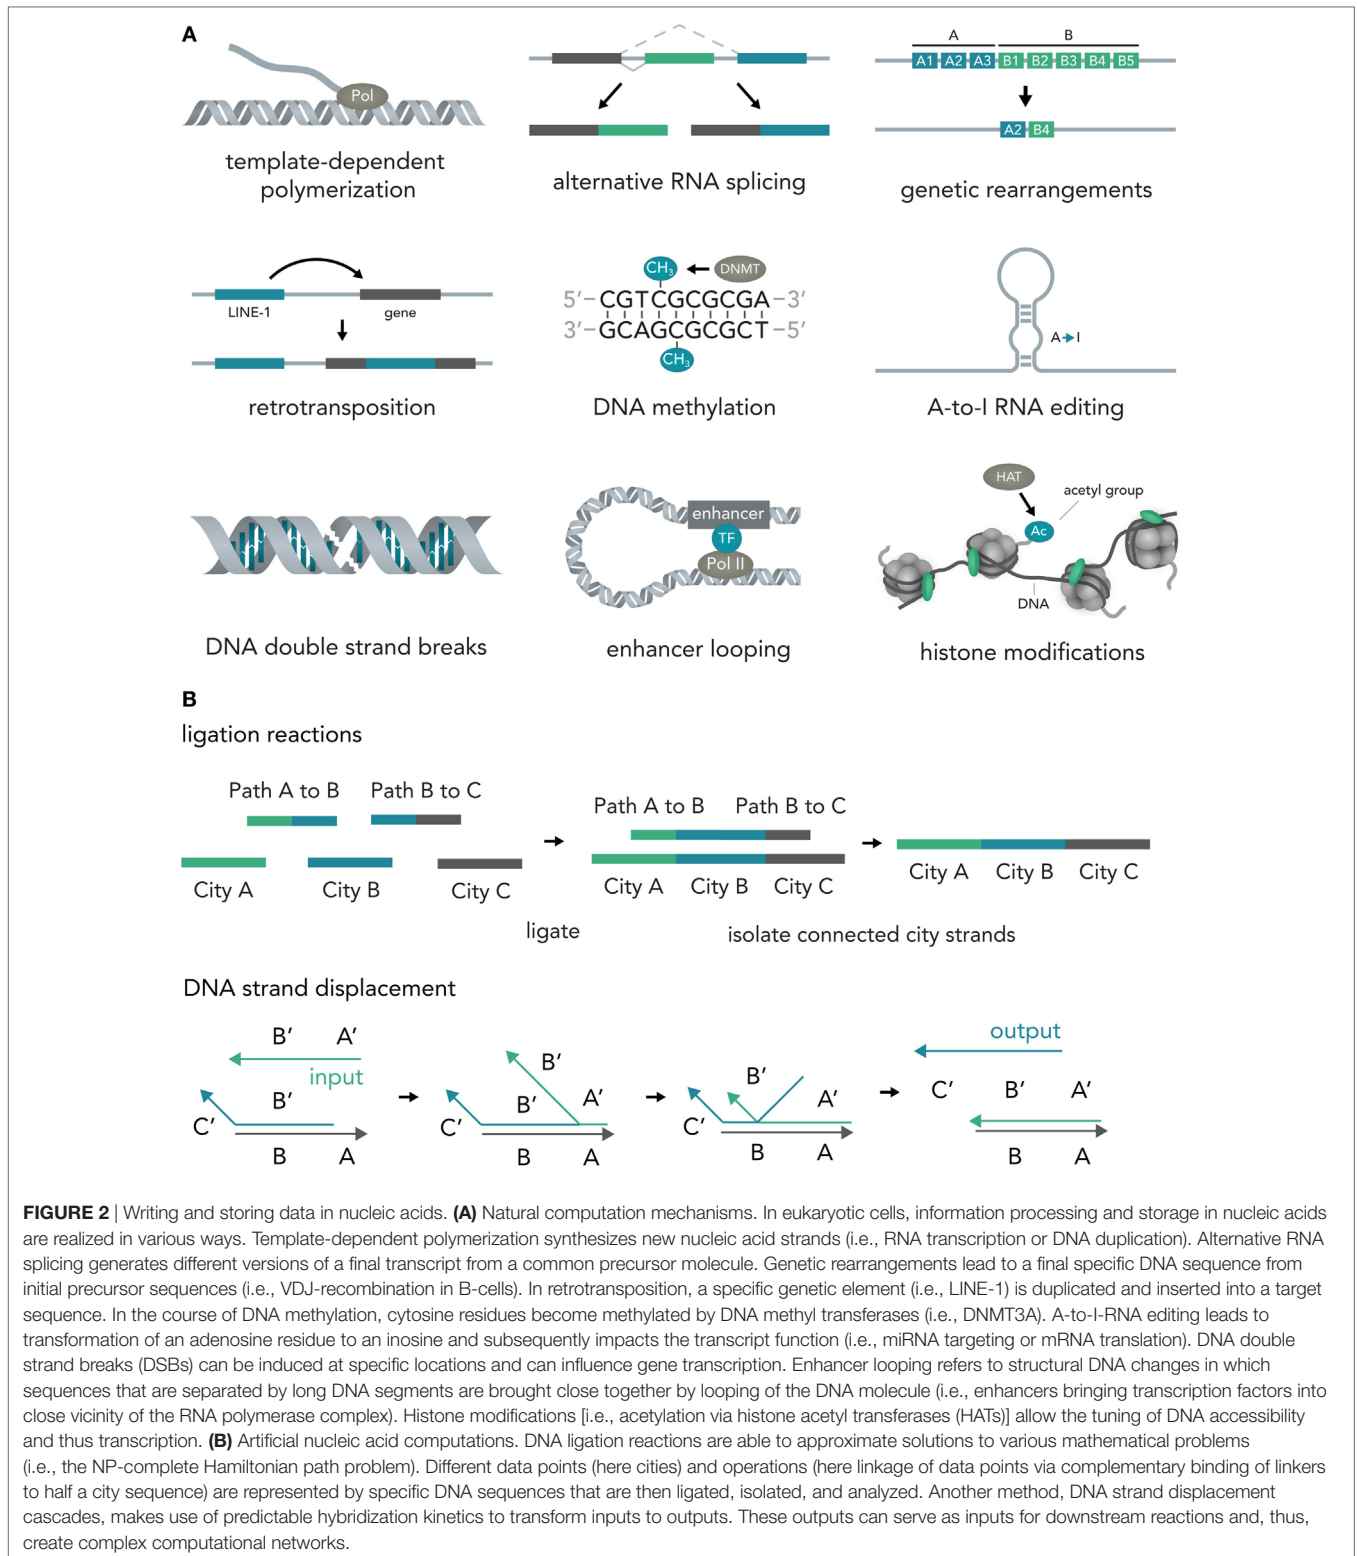 A
Pol
template-dependent
polymerization
alternative RNA splicing
A B
A1 A2 A3 B1 B2 B3 B4 B5
A2 B4
genetic rearrangements
LINE-1
gene
retrotransposition
CH3 DNMT
5′–CGTCGCGCGA–3′
3′–GCAGCGCGCT–5′
CH3
DNA methylation
A I
A-to-I RNA editing
DNA double strand breaks
enhancer
TF
Pol II
enhancer looping
HAT
acetyl group
Ac
DNA
histone modifications
B
ligation reactions
Path A to B Path B to C
City A City B City C
ligate
Path A to B Path B to C
City A City B City C
isolate connected city strands
City A City B City C
DNA strand displacement
B′ A′
input
B′
C′
B A
B′
B′ A′
C′
B A
B′
A′
C′
B A
output
C′ B′ A′
B A
FIGURE 2 | Writing and storing data in nucleic acids. (A) Natural computation mechanisms. In eukaryotic cells, information processing and storage in nucleic acids
are realized in various ways. Template-dependent polymerization synthesizes new nucleic acid strands (i.e., RNA transcription or DNA duplication). Alternative RNA
splicing generates different versions of a final transcript from a common precursor molecule. Genetic rearrangements lead to a final specific DNA sequence from
initial precursor sequences (i.e., VDJ-recombination in B-cells). In retrotransposition, a specific genetic element (i.e., LINE-1) is duplicated and inserted into a target
sequence. In the course of DNA methylation, cytosine residues become methylated by DNA methyl transferases (i.e., DNMT3A). A-to-I-RNA editing leads to
transformation of an adenosine residue to an inosine and subsequently impacts the transcript function (i.e., miRNA targeting or mRNA translation). DNA double
strand breaks (DSBs) can be induced at specific locations and can influence gene transcription. Enhancer looping refers to structural DNA changes in which
sequences that are separated by long DNA segments are brought close together by looping of the DNA molecule (i.e., enhancers bringing transcription factors into
close vicinity of the RNA polymerase complex). Histone modifications [i.e., acetylation via histone acetyl transferases (HATs)] allow the tuning of DNA accessibility
and thus transcription. (B) Artificial nucleic acid computations. DNA ligation reactions are able to approximate solutions to various mathematical problems
(i.e., the NP-complete Hamiltonian path problem). Different data points (here cities) and operations (here linkage of data points via complementary binding of linkers
to half a city sequence) are represented by specific DNA sequences that are then ligated, isolated, and analyzed. Another method, DNA strand displacement
cascades, makes use of predictable hybridization kinetics to transform inputs to outputs. These outputs can serve as inputs for downstream reactions and, thus,
create complex computational networks.